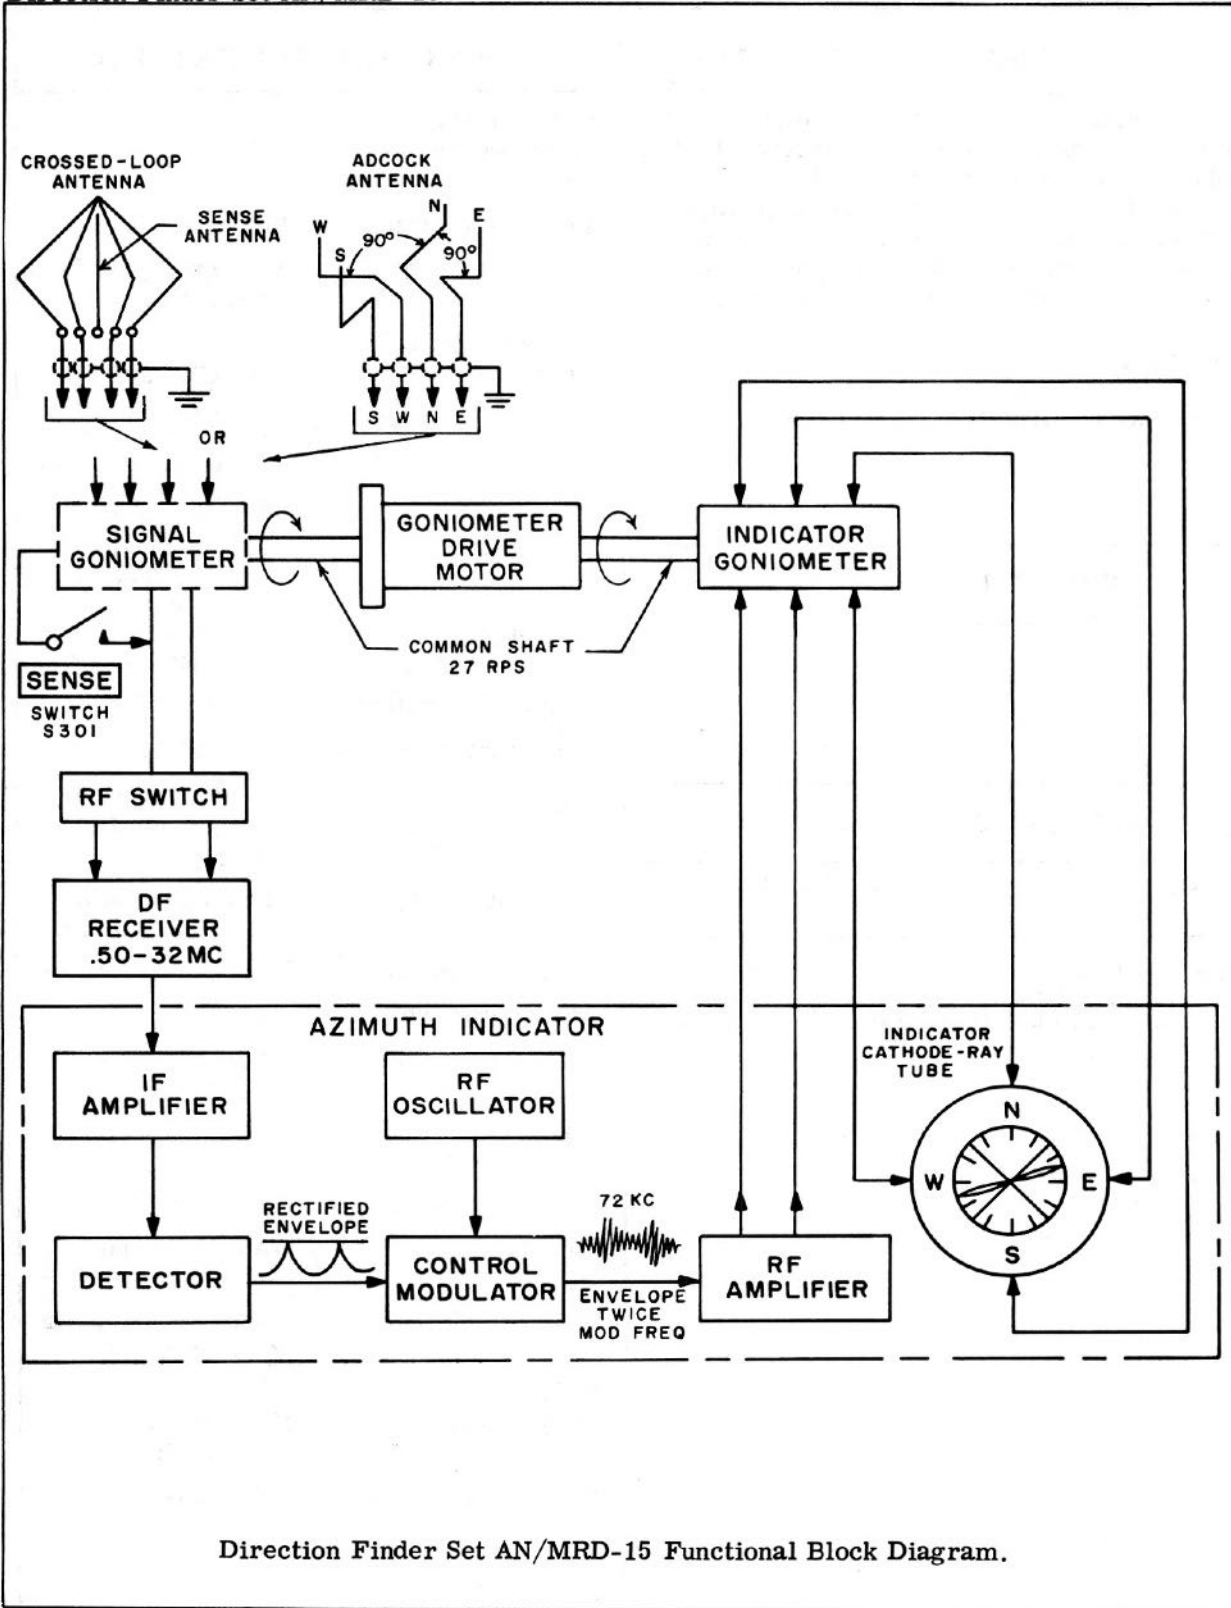 CROSSED-LOOP
ANTENNA
SENSE
ANTENNA
ADCOCK
ANTENNA
W
S
N
E
90°
90°
S W N E
OR
SIGNAL
GONIOMETER
GONIOMETER
DRIVE
MOTOR
INDICATOR
GONIOMETER
COMMON SHAFT
27 RPS
SENSE
SWITCH
S301
RF SWITCH
DF
RECEIVER
.50-32MC
AZIMUTH INDICATOR
IF
AMPLIFIER
RF
OSCILLATOR
INDICATOR
CATHODE-RAY
TUBE
N
W
E
S
DETECTOR
RECTIFIED
ENVELOPE
CONTROL
MODULATOR
72 KC
ENVELOPE
TWICE
MOD FREQ
RF
AMPLIFIER
Direction Finder Set AN/MRD-15 Functional Block Diagram.